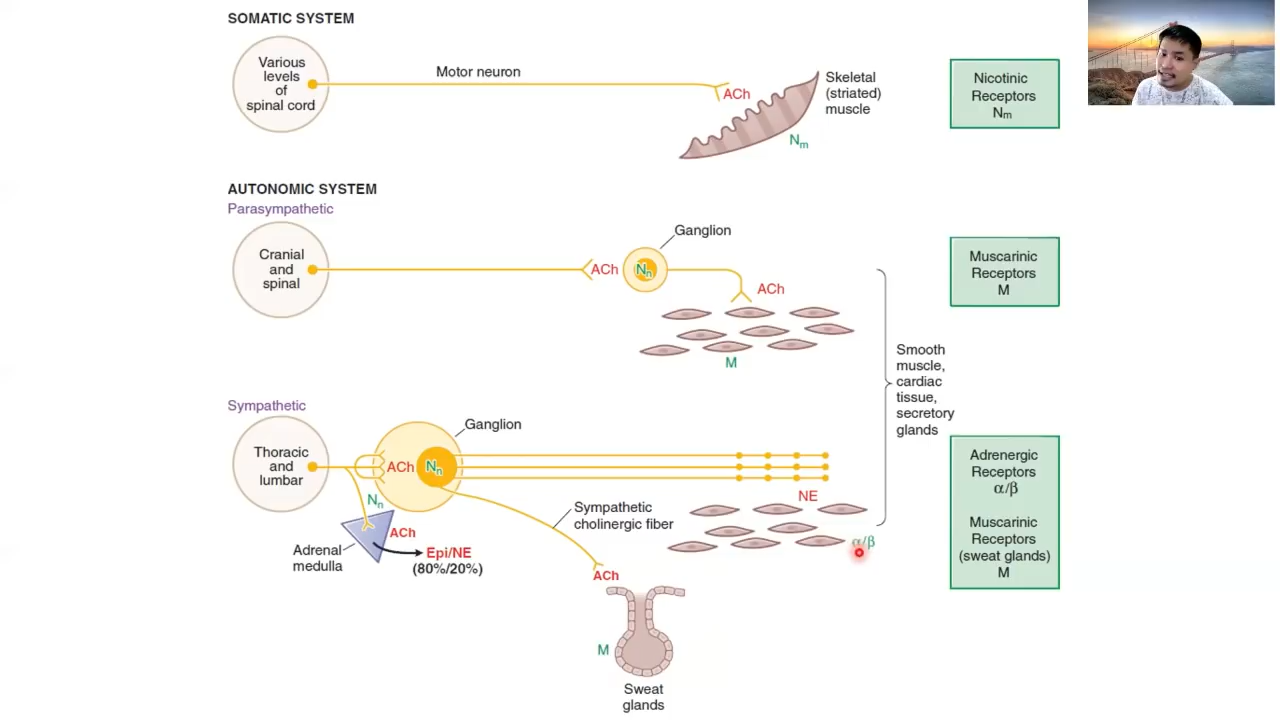 SOMATIC SYSTEM
Various
levels
of
spinal cord
Motor neuron
ACh
Skeletal
(striated)
muscle
Nm
Nicotinic
Receptors
Nm
AUTONOMIC SYSTEM
Parasympathetic
Cranial
and
spinal
ACh
Nn
Ganglion
ACh
M
Muscarinic
Receptors
M
Smooth
muscle,
cardiac
tissue,
secretory
glands
Sympathetic
Thoracic
and
lumbar
ACh
Nn
Ganglion
Nn
ACh
Adrenal
medulla
Epi/NE
(80%/20%)
Sympathetic
cholinergic fiber
NE
α/β
ACh
M
Sweat
glands
Adrenergic
Receptors
α/β
Muscarinic
Receptors
(sweat glands)
M